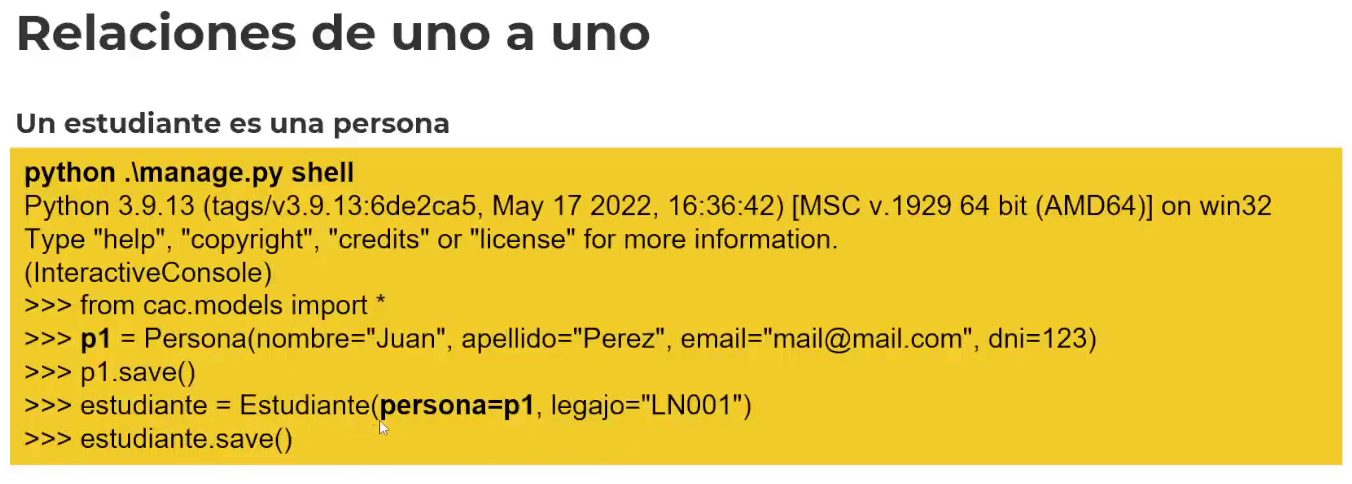 Relaciones de uno a uno
Un estudiante es una persona
python .\manage.py shell
Python 3.9.13 (tags/v3.9.13:6de2ca5, May 17 2022, 16:36:42) [MSC v.1929 64 bit (AMD64)] on win32
Type "help", "copyright", "credits" or "license" for more information.
(InteractiveConsole)
>>> from cac.models import *
>>> p1 = Persona(nombre="Juan", apellido="Perez", email="mail@mail.com", dni=123)
>>> p1.save()
>>> estudiante = Estudiante(persona=p1, legajo="LN001")
>>> estudiante.save()